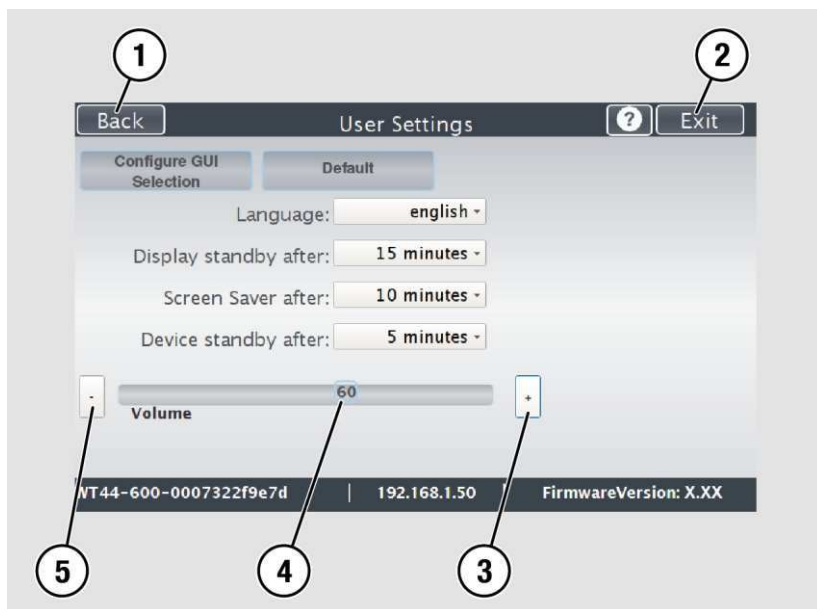 1
2
Back
User Settings
?
Exit
Configure GUI
Selection
Default
Language: english
Display standby after: 15 minutes
Screen Saver after: 10 minutes
Device standby after: 5 minutes
-
60
+
Volume
WT44-600-0007322f9e7d | 192.168.1.50 | FirmwareVersion: X.XX
5
4
3